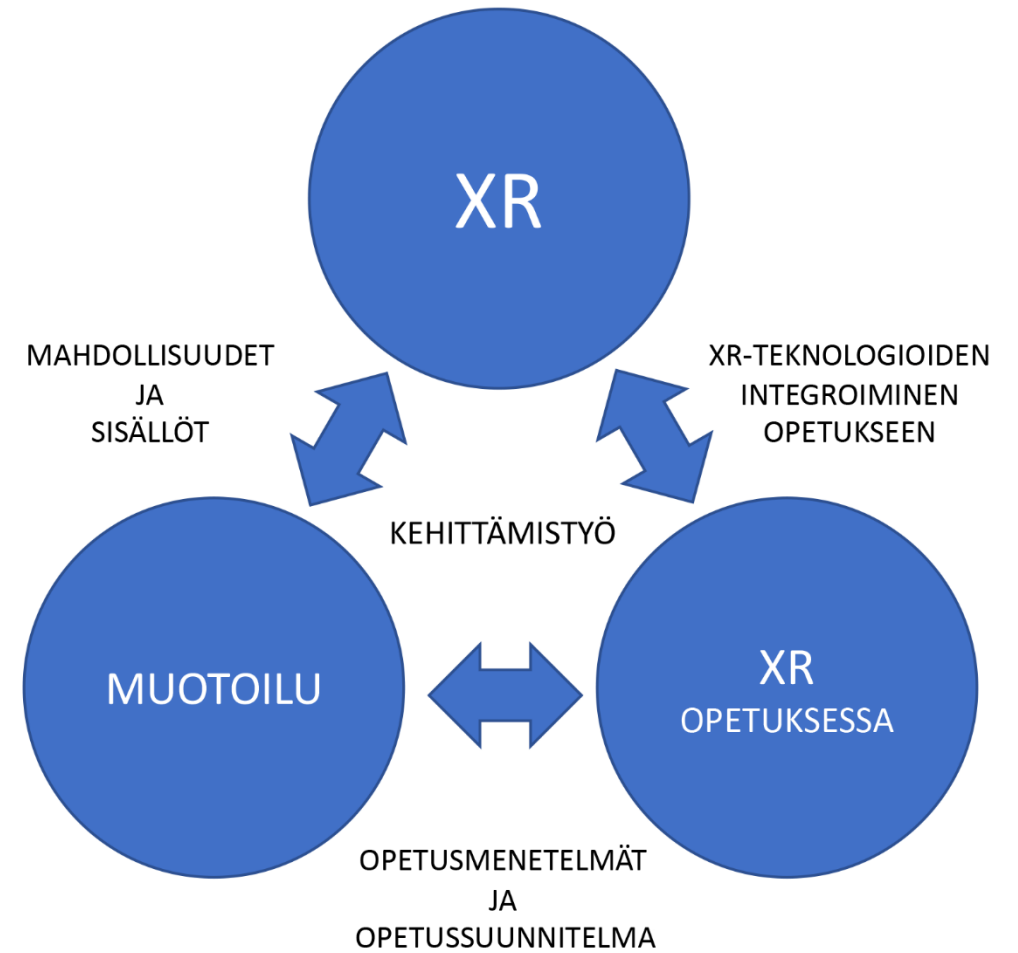 XR
MAHDOLLISUUDET
JA
SISÄLLÖT
XR-TEKNOLOGIOIDEN
INTEGROIMINEN
OPETUKSEEN
KEHITTÄMISTYÖ
MUOTOILU
XR
OPETUKSESSA
OPETUSMENETELMÄT
JA
OPETUSSUUNNITELMA